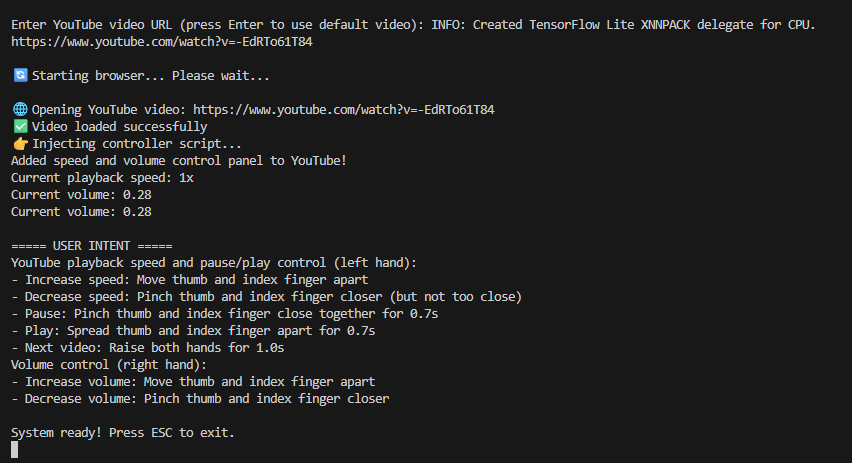 Enter YouTube video URL (press Enter to use default video): INFO: Created TensorFlow Lite XNNPACK delegate for CPU.
https://www.youtube.com/watch?v=-EdRTo61T84
🔄 Starting browser... Please wait...
🌐 Opening YouTube video: https://www.youtube.com/watch?v=-EdRTo61T84
✅ Video loaded successfully
👉 Injecting controller script...
Added speed and volume control panel to YouTube!
Current playback speed: 1x
Current volume: 0.28
Current volume: 0.28
===== USER INTENT =====
YouTube playback speed and pause/play control (left hand):
- Increase speed: Move thumb and index finger apart
- Decrease speed: Pinch thumb and index finger closer (but not too close)
- Pause: Pinch thumb and index finger close together for 0.7s
- Play: Spread thumb and index finger apart for 0.7s
- Next video: Raise both hands for 1.0s
Volume control (right hand):
- Increase volume: Move thumb and index finger apart
- Decrease volume: Pinch thumb and index finger closer
System ready! Press ESC to exit.